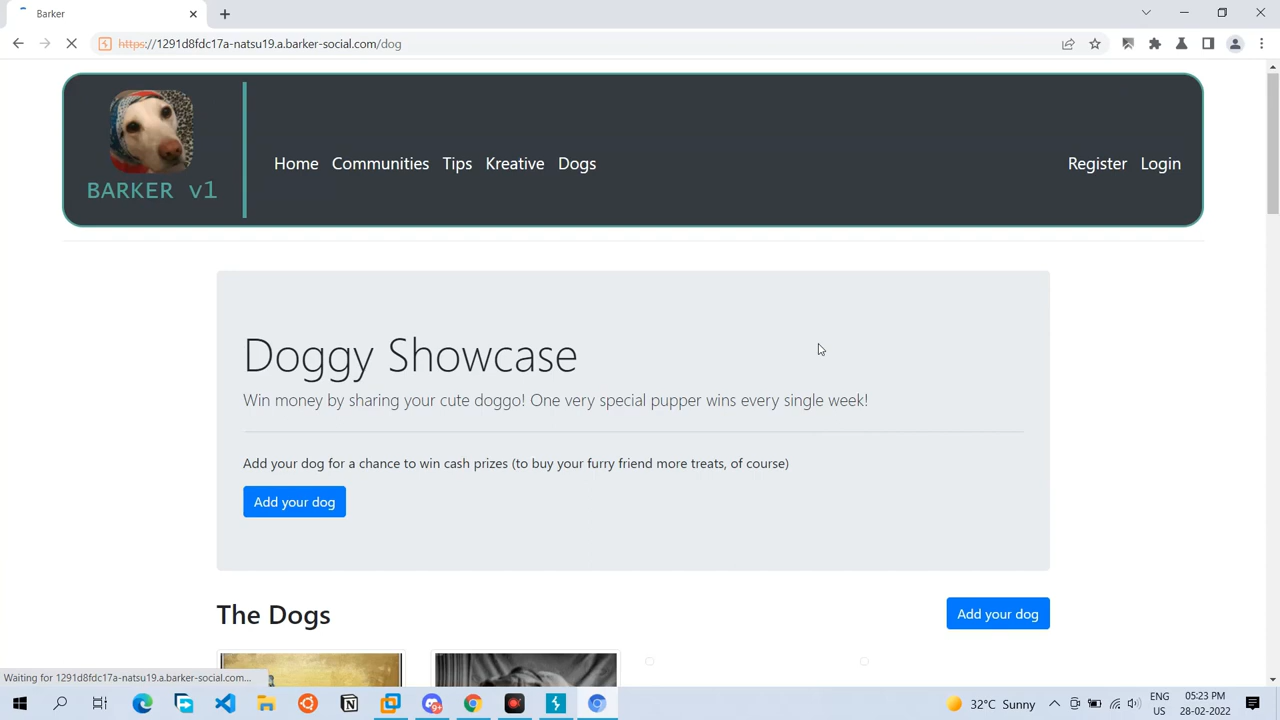 Barker
https://1291d8fdc17a-natsu19.a.barker-social.com/dog
BARKER v1
Home Communities Tips Kreative Dogs
Register Login
Doggy Showcase
Win money by sharing your cute doggo! One very special pupper wins every single week!
Add your dog for a chance to win cash prizes (to buy your furry friend more treats, of course)
Add your dog
The Dogs
Add your dog
Waiting for 1291d8fdc17a-natsu19.a.barker-social.com...
9+
32°C Sunny
ENG
US
05:23 PM
28-02-2022